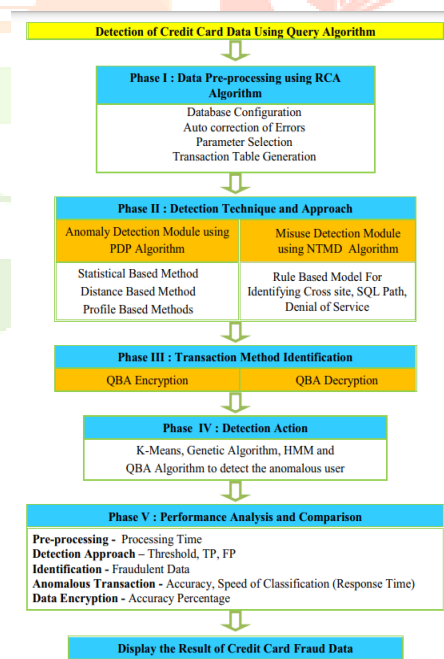 Detection of Credit Card Data Using Query Algorithm
Phase I : Data Pre-processing using RCA
Algorithm
Database Configuration
Auto correction of Errors
Parameter Selection
Transaction Table Generation
Phase II : Detection Technique and Approach
Anomaly Detection Module using
PDP Algorithm
Statistical Based Method
Distance Based Method
Profile Based Methods
Misuse Detection Module
using NTMD Algorithm
Rule Based Model For
Identifying Cross site, SQL Path,
Denial of Service
Phase III : Transaction Method Identification
QBA Encryption
QBA Decryption
Phase IV : Detection Action
K-Means, Genetic Algorithm, HMM and
QBA Algorithm to detect the anomalous user
Phase V : Performance Analysis and Comparison
Pre-processing - Processing Time
Detection Approach – Threshold, TP, FP
Identification - Fraudulent Data
Anomalous Transaction - Accuracy, Speed of Classification (Response Time)
Data Encryption - Accuracy Percentage
Display the Result of Credit Card Fraud Data